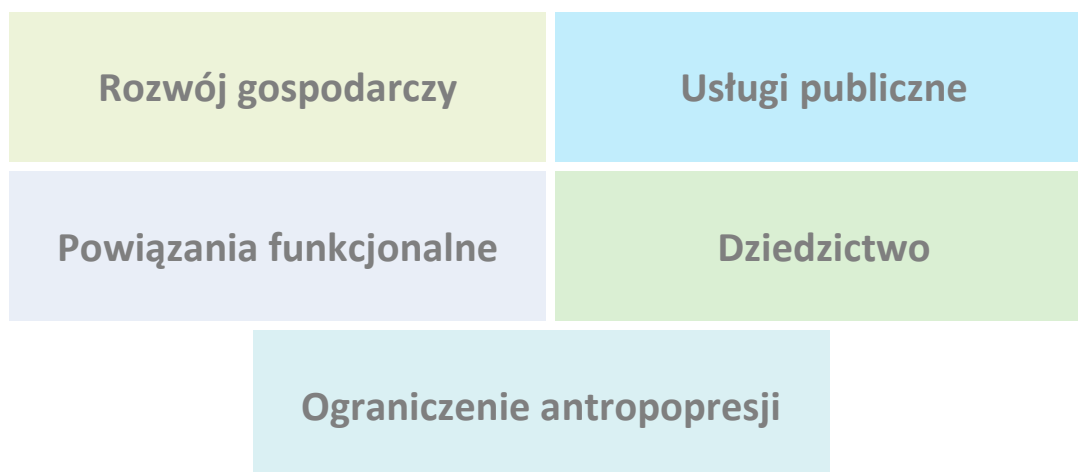 Rozwój gospodarczy
Usługi publiczne
Powiązania funkcjonalne
Dziedzictwo
Ograniczenie antropopresji